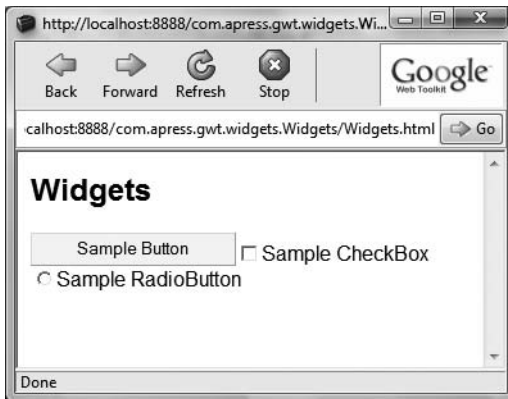 http://localhost:8888/com.apress.gwt.widgets.Wi...
Back Forward Refresh Stop
Google
Web Toolkit
calhost:8888/com.apress.gwt.widgets.Widgets/Widgets.html Go
Widgets
Sample Button Sample CheckBox
Sample RadioButton
Done